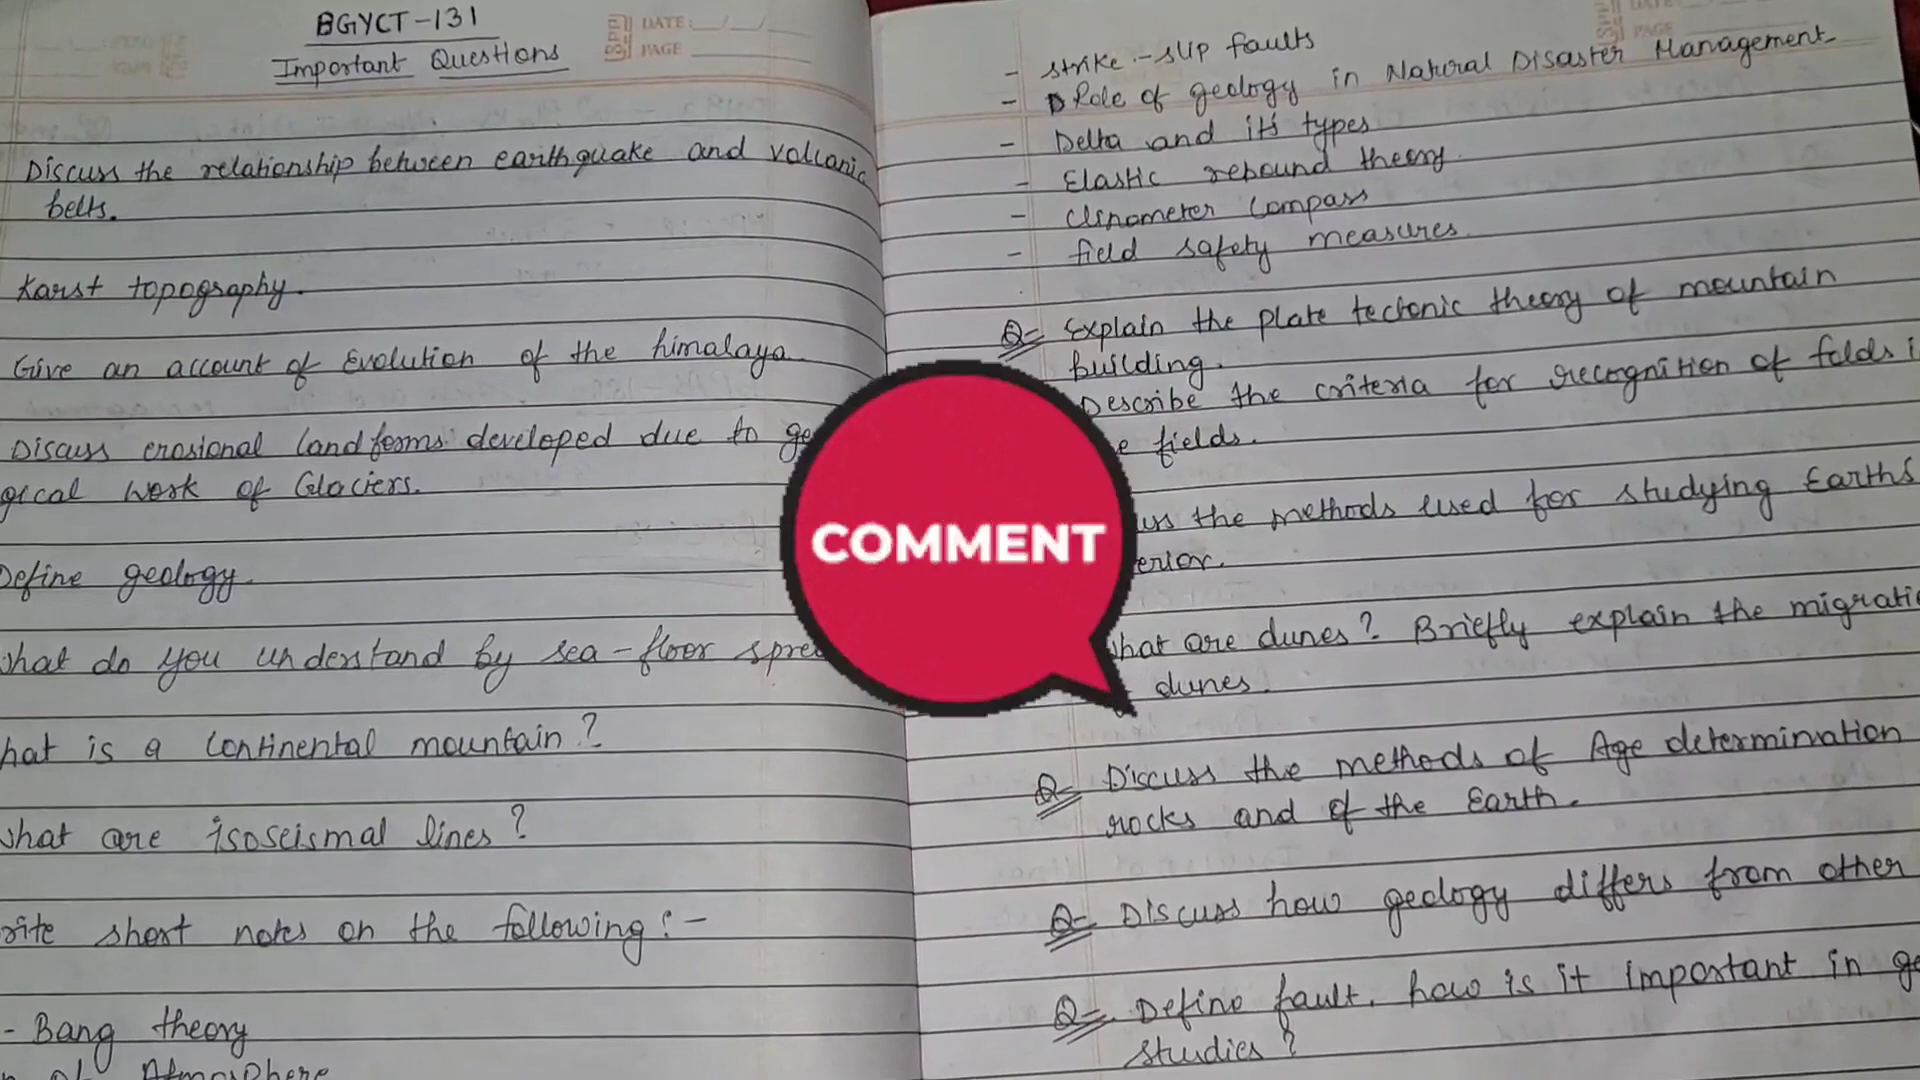 BGYCT-131
Important Questions
DATE:
PAGE
Discuss the relationship between earthquake and volcanic
belts.
Karst topography.
Give an account of Evolution of the himalaya
Discuss erosional landforms developed due to ge
gical work of Glaciers.
Define geology.
what do you understand by sea-floor spre
hat is a continental mountain?
what are isoseismal lines?
rite short notes on the following:-
- Bang theory
Atmosphere
PAGE
- strike-slip faults
- Role of geology in Natural Disaster Management
- Delta and it's types
- Elastic rebound theory.
- Clinometer Compass
- field safety measures.
Q= Explain the plate tectonic theory of mountain
building.
Describe the criteria for recognition of folds i
e fields.
uss the methods used for studying Earths
erior.
hat are dunes? Briefly explain the migratio
dunes.
Q= Discuss the methods of Age determination
rocks and of the Earth.
Q= Discuss how geology differs from other
Q= Define fault. how is it important in ge
studies?
COMMENT